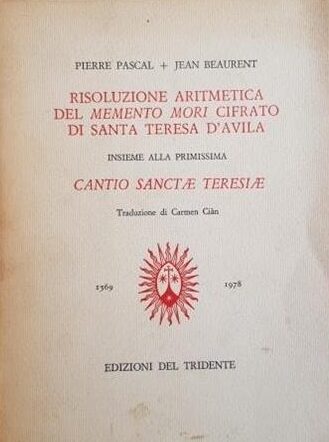 PIERRE PASCAL + JEAN BEAURENT
RISOLUZIONE ARITMETICA
DEL MEMENTO MORI CIFRATO
DI SANTA TERESA D'AVILA
INSIEME ALLA PRIMISSIMA
CANTIO SANCTÆ TERESIÆ
Traduzione di Carmen Ciàn
1569 1978
EDIZIONI DEL TRIDENTE